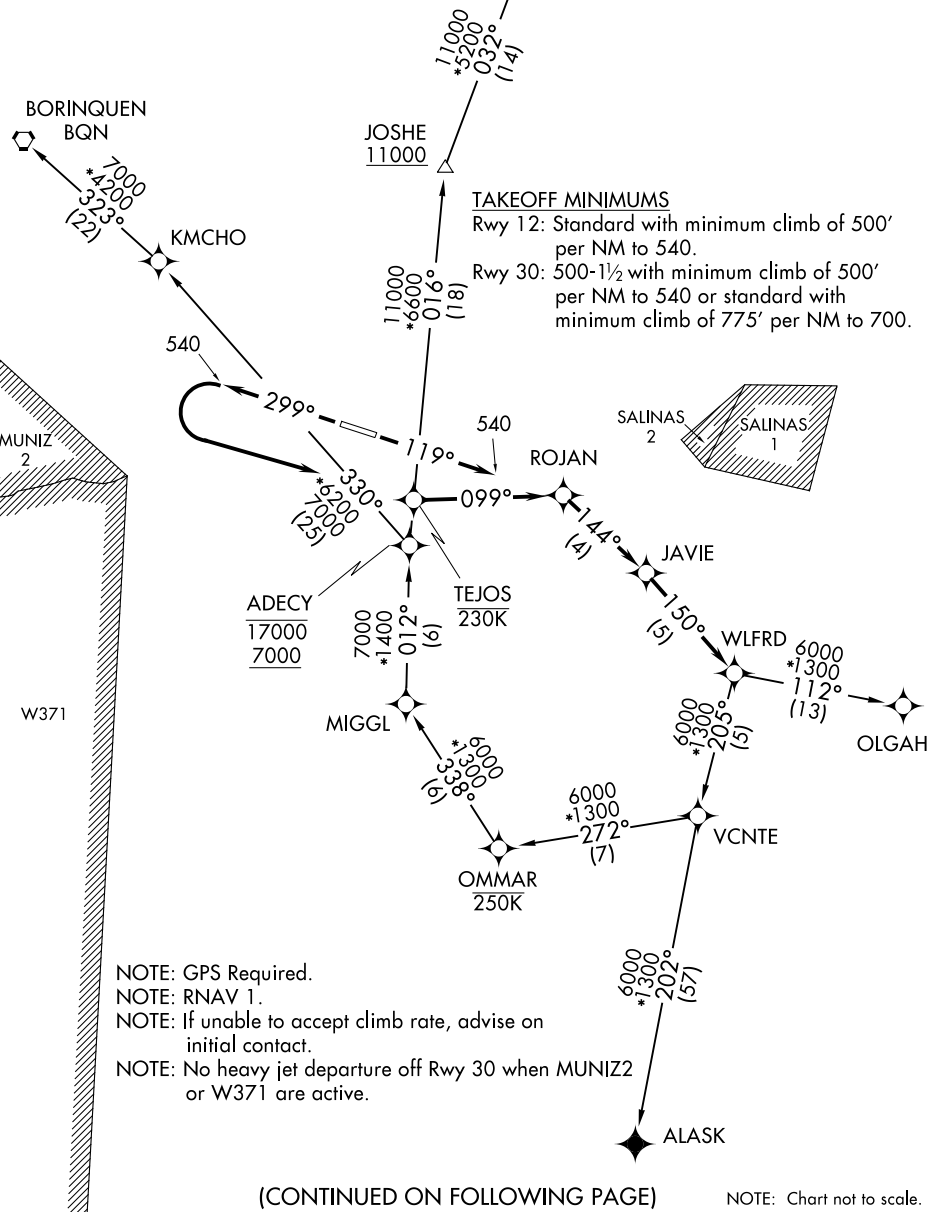 11000
*5200
032°
(14)
BORINQUEN
BQN
JOSHE
11000
7000
*4200
323°
(22)
KMCHO
TAKEOFF MINIMUMS
Rwy 12: Standard with minimum climb of 500'
per NM to 540.
Rwy 30: 500-1½ with minimum climb of 500'
per NM to 540 or standard with
minimum climb of 775' per NM to 700.
11000
*6600
016°
(18)
540
299°
119°
540
SALINAS
2
SALINAS
1
MUNIZ
2
ROJAN
099°
330°
*6200
7000
(25)
144°
(4)
JAVIE
ADECY
17000
7000
TEJOS
230K
7000
*1400
012°
(6)
150°
(5)
WLFRD
6000
*1300
112°
(13)
OLGAH
W371
MIGGL
6000
*1300
205°
(5)
6000
*1300
338°
(6)
6000
*1300
272°
(7)
VCNTE
OMMAR
250K
6000
*1300
202°
(57)
NOTE: GPS Required.
NOTE: RNAV 1.
NOTE: If unable to accept climb rate, advise on
initial contact.
NOTE: No heavy jet departure off Rwy 30 when MUNIZ2
or W371 are active.
ALASK
(CONTINUED ON FOLLOWING PAGE)
NOTE: Chart not to scale.